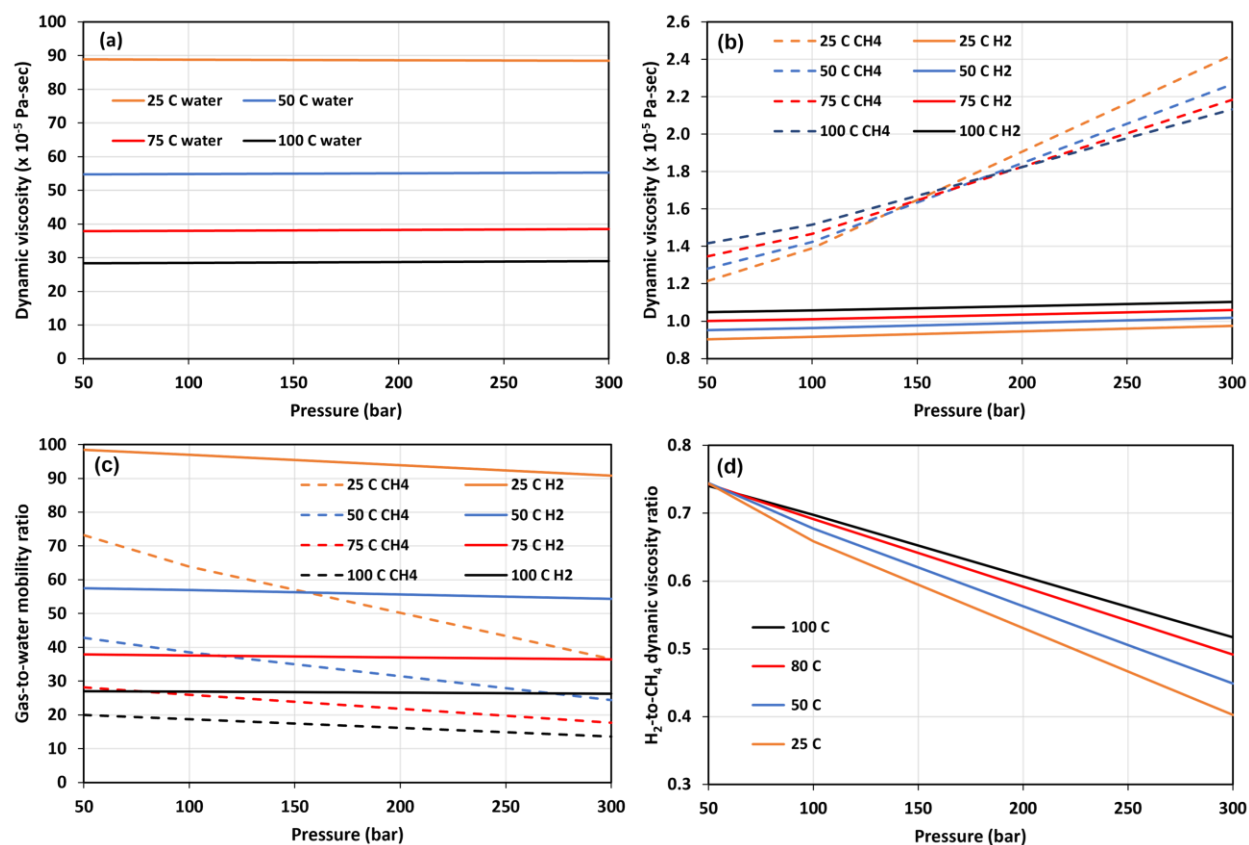 (a)
Dynamic viscosity (x 10⁻⁵ Pa-sec)
100
90
80
70
60
50
40
30
20
10
0
25 C water
50 C water
75 C water
100 C water
50
100
150
200
250
300
Pressure (bar)
(b)
Dynamic viscosity (x 10⁻⁵ Pa-sec)
2.6
2.4
2.2
2.0
1.8
1.6
1.4
1.2
1.0
0.8
25 C CH4
25 C H2
50 C CH4
50 C H2
75 C CH4
75 C H2
100 C CH4
100 C H2
50
100
150
200
250
300
Pressure (bar)
(c)
Gas-to-water mobility ratio
100
90
80
70
60
50
40
30
20
10
0
25 C CH4
25 C H2
50 C CH4
50 C H2
75 C CH4
75 C H2
100 C CH4
100 C H2
50
100
150
200
250
300
Pressure (bar)
(d)
H₂-to-CH₄ dynamic viscosity ratio
0.8
0.7
0.6
0.5
0.4
0.3
100 C
80 C
50 C
25 C
50
100
150
200
250
300
Pressure (bar)